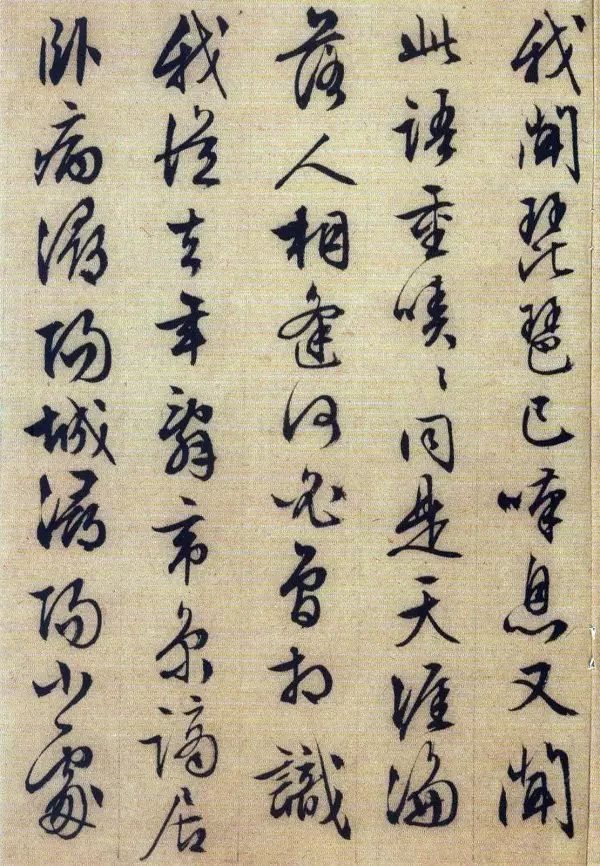 我聞琵琶已嘆息又聞
此語重唧〻同是天涯淪
落人相逢何必曾相識
我從去年辭帝京謫居
卧病潯陽城潯陽小處